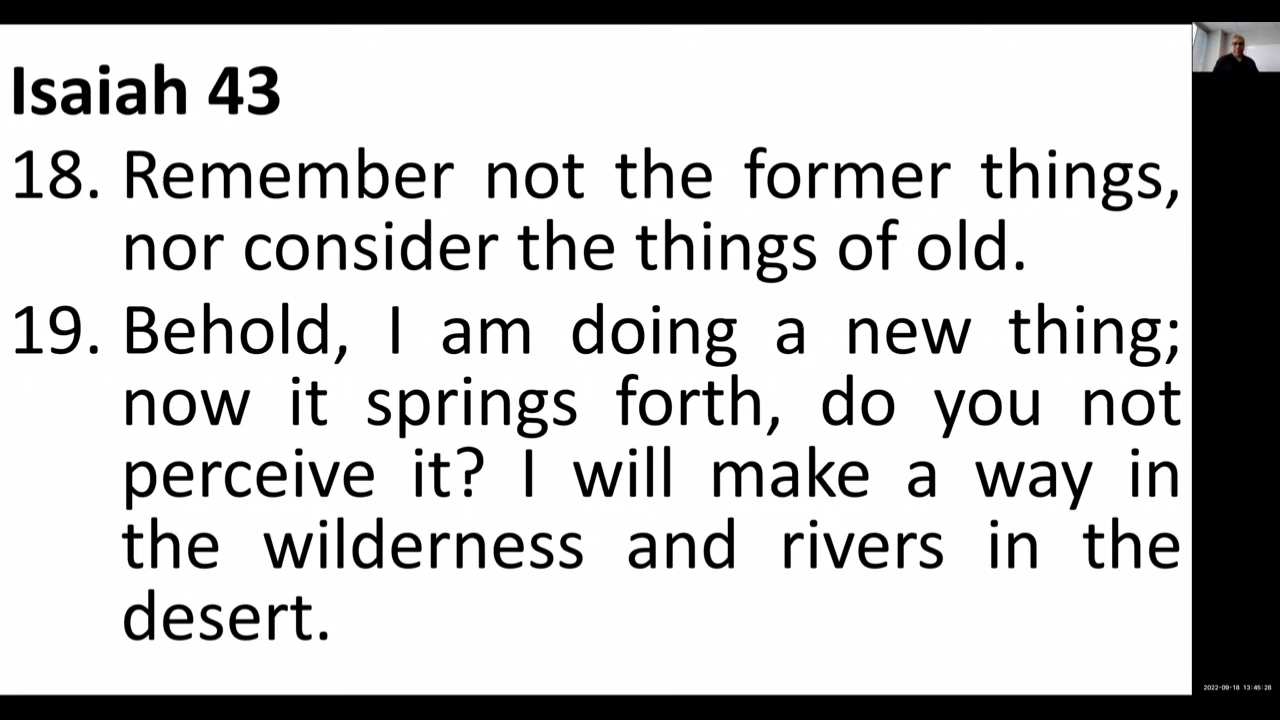 Isaiah 43
18. Remember not the former things,
nor consider the things of old.
19. Behold, I am doing a new thing;
now it springs forth, do you not
perceive it? I will make a way in
the wilderness and rivers in the
desert.
2022-09-18 13:45:28